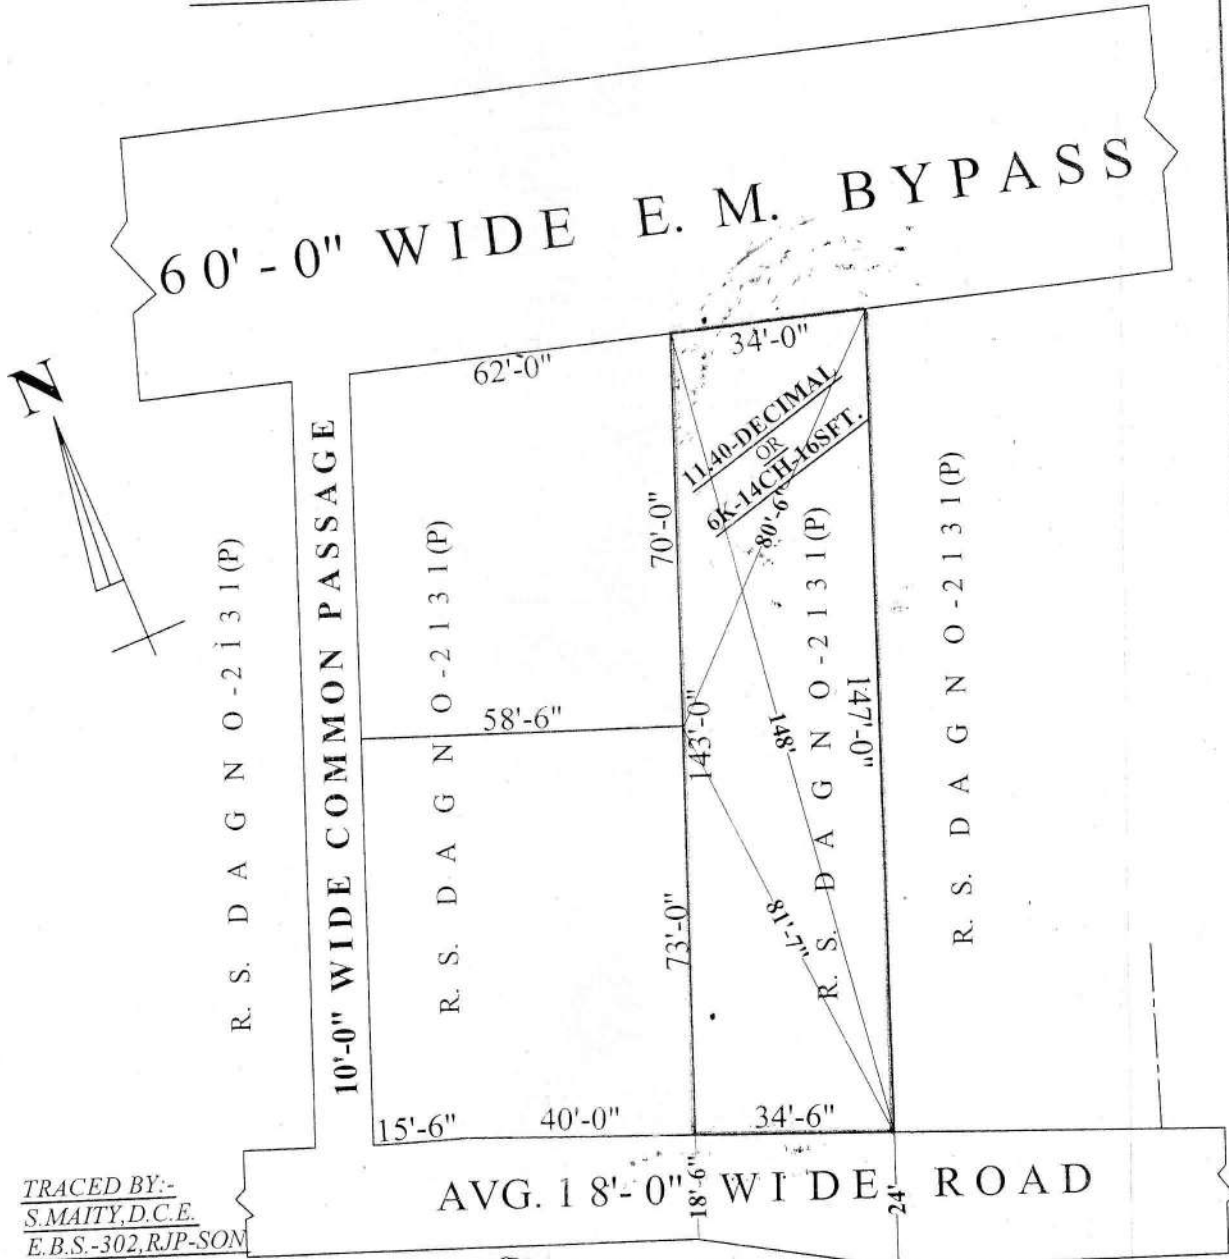 60'-0" WIDE E. M. BYPASS
N
62'-0"
34'-0"
11.40-DECIMAL
OR
6K-14CH-16SFT.
70'-0"
80'-6"
R. S. DAG NO-2131(P)
10'-0" WIDE COMMON PASSAGE
R. S. DAG NO-2131(P)
58'-6"
143'-0"
148'
R. S. DAG NO-2131(P)
147'-0"
R. S. DAG NO-2131(P)
73'-0"
81'-7"
15'-6"
40'-0"
34'-6"
AVG. 18'-0" WIDE ROAD
18'-6"
24'
TRACED BY:-
S.MAITY,D.C.E.
E.B.S.-302,RJP-SON